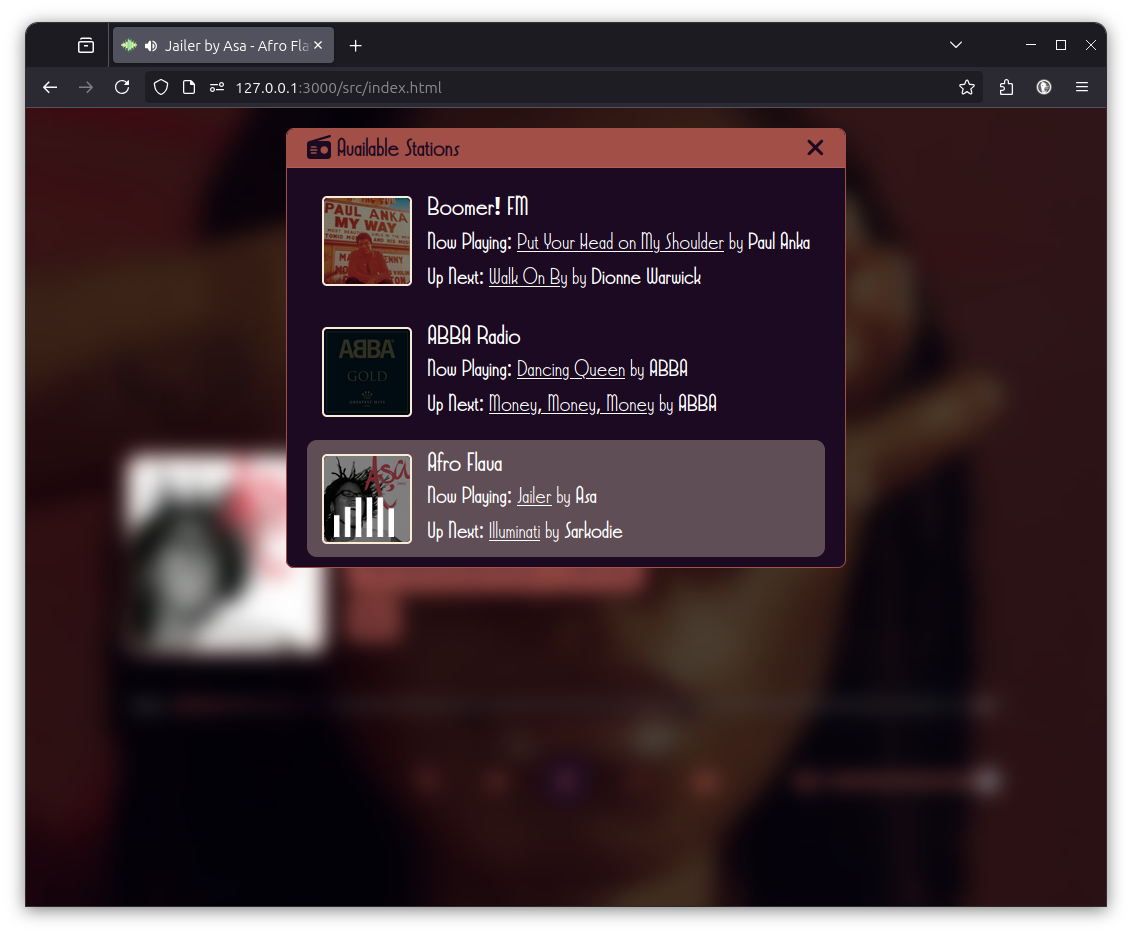 Jailer by Asa - Afro Fla
127.0.0.1:3000/src/index.html
Available Stations
PAUL ANKA
MY WAY
Boomer! FM
Now Playing: Put Your Head on My Shoulder by Paul Anka
Up Next: Walk On By by Dionne Warwick
ABBA
GOLD
GREATEST HITS
ABBA Radio
Now Playing: Dancing Queen by ABBA
Up Next: Money, Money, Money by ABBA
Asa
Afro Flava
Now Playing: Jailer by Asa
Up Next: Illuminati by Sarkodie